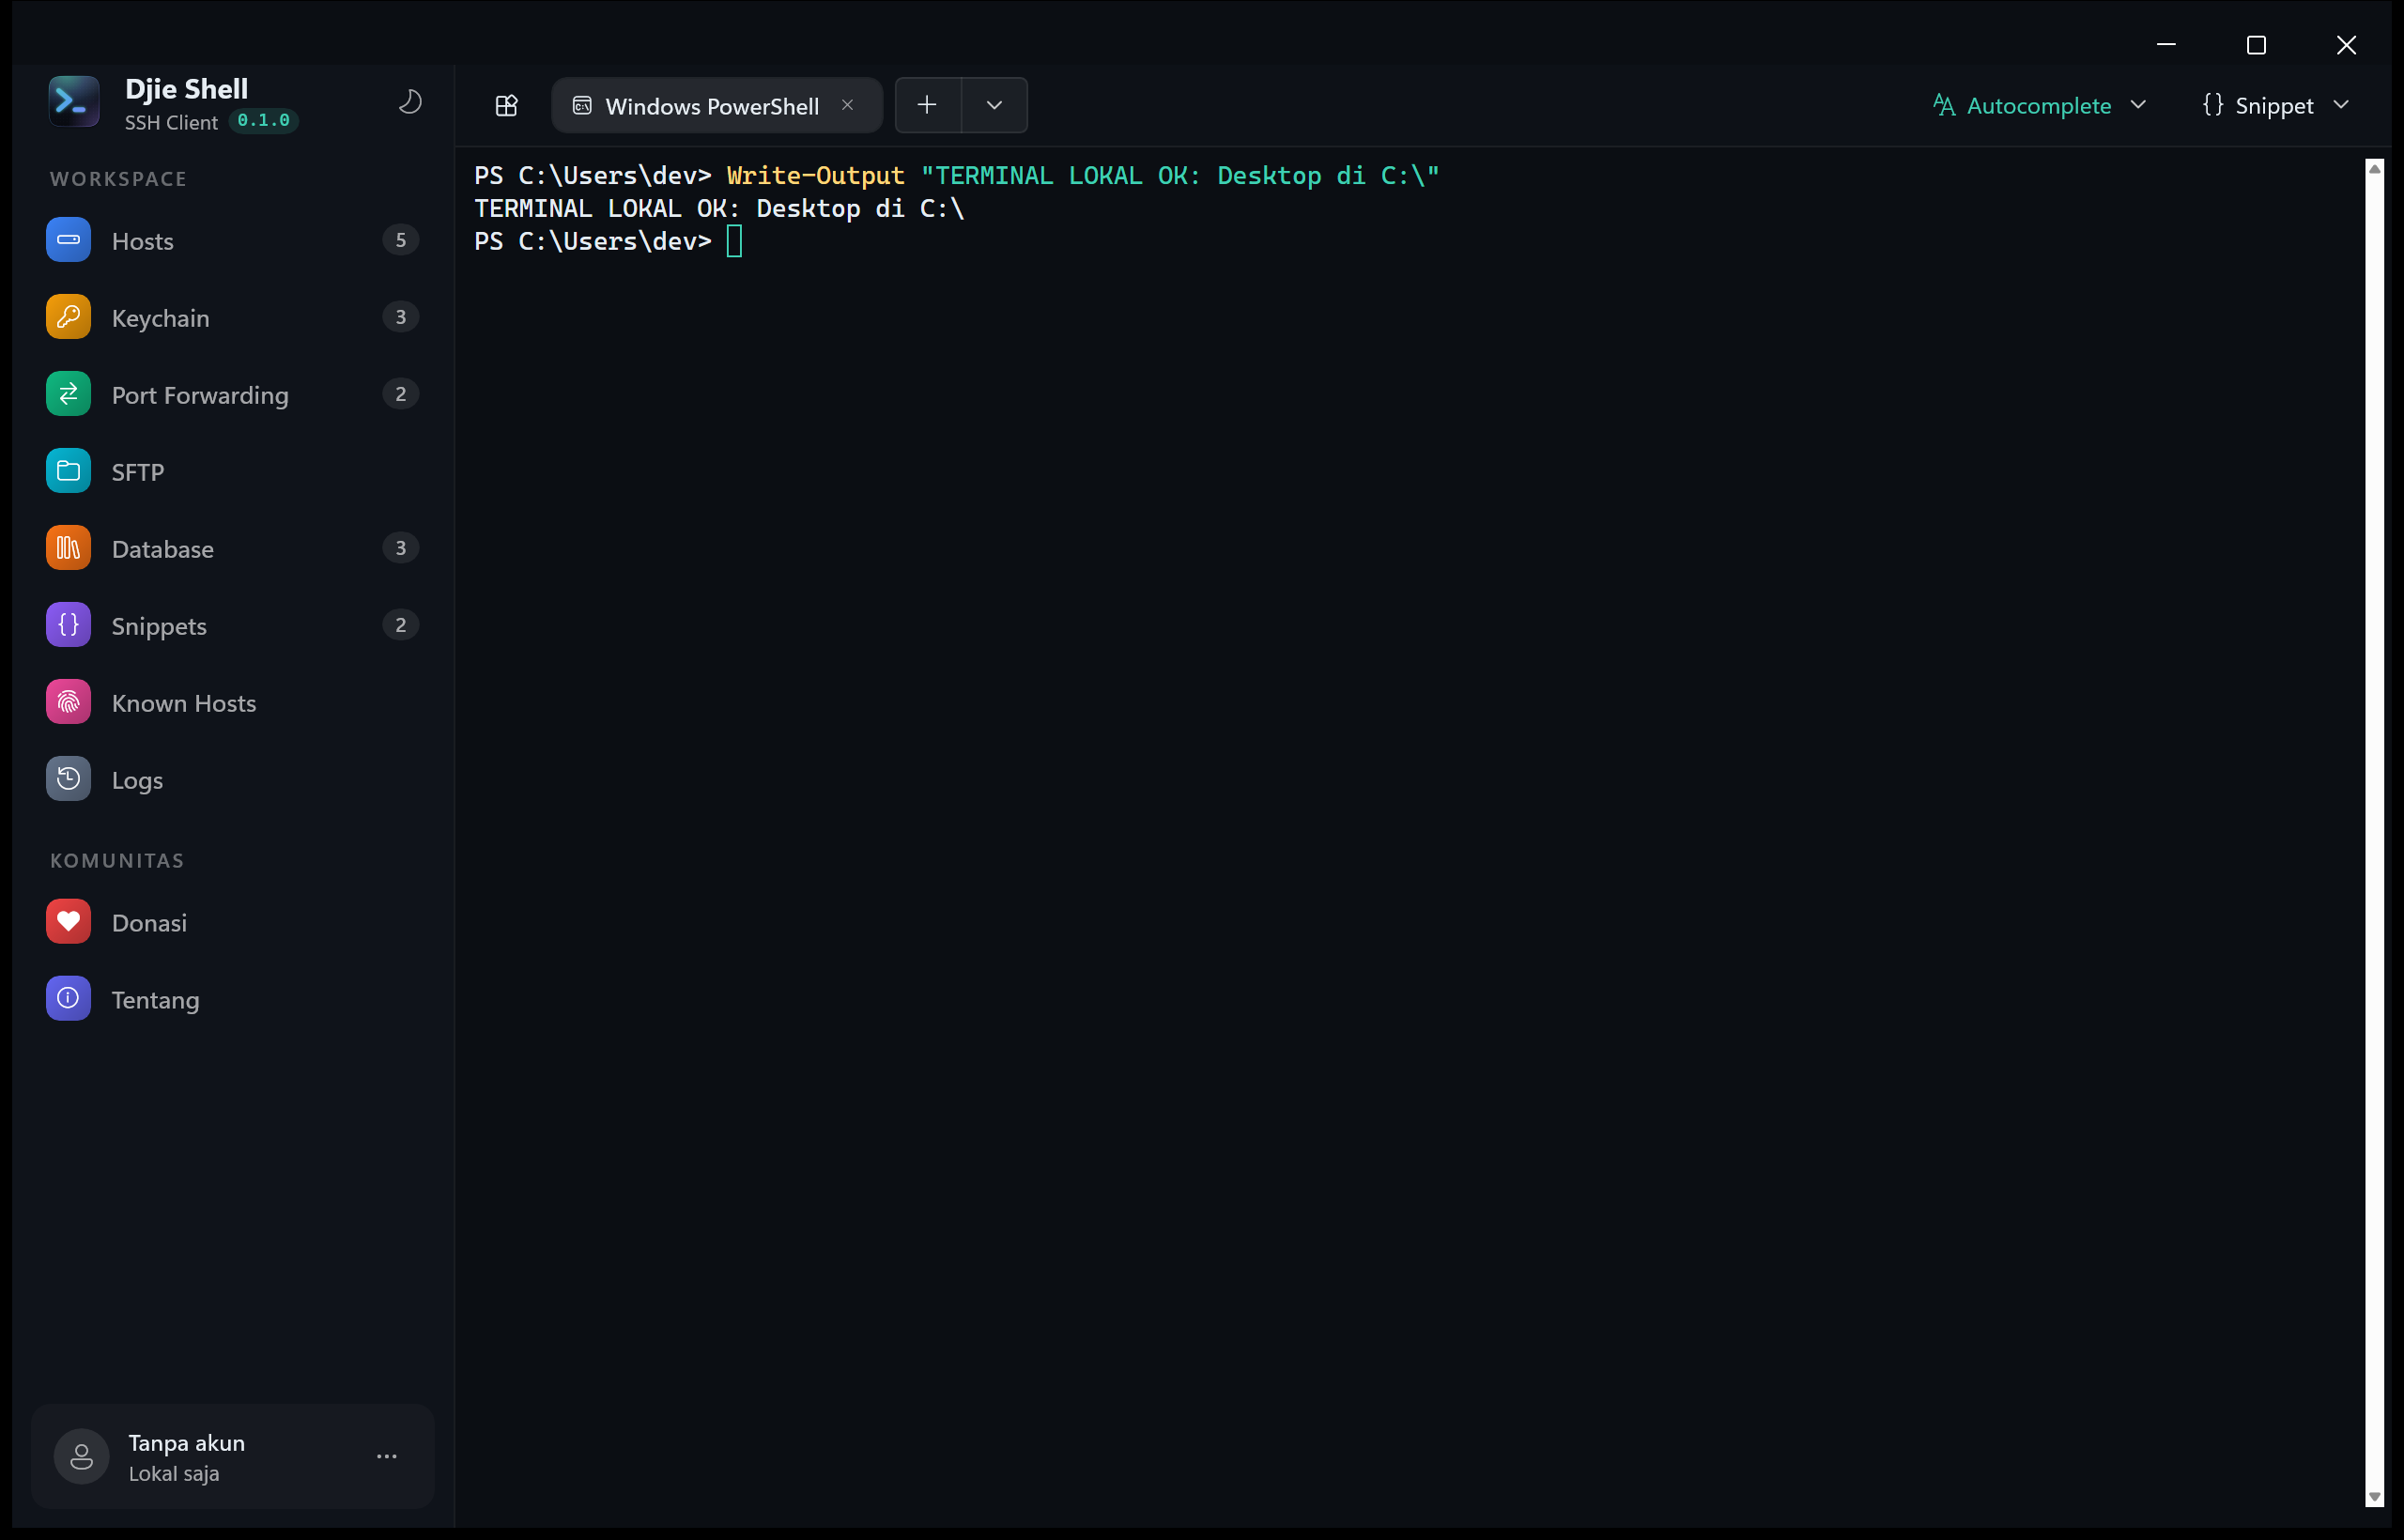 Djie Shell
SSH Client 0.1.0
WORKSPACE
Hosts 5
Keychain 3
Port Forwarding 2
SFTP
Database 3
Snippets 2
Known Hosts
Logs
KOMUNITAS
Donasi
Tentang
Tanpa akun
Lokal saja
Windows PowerShell
Autocomplete
{} Snippet
PS C:\Users\dev> Write-Output "TERMINAL LOKAL OK: Desktop di C:\"
TERMINAL LOKAL OK: Desktop di C:\
PS C:\Users\dev>